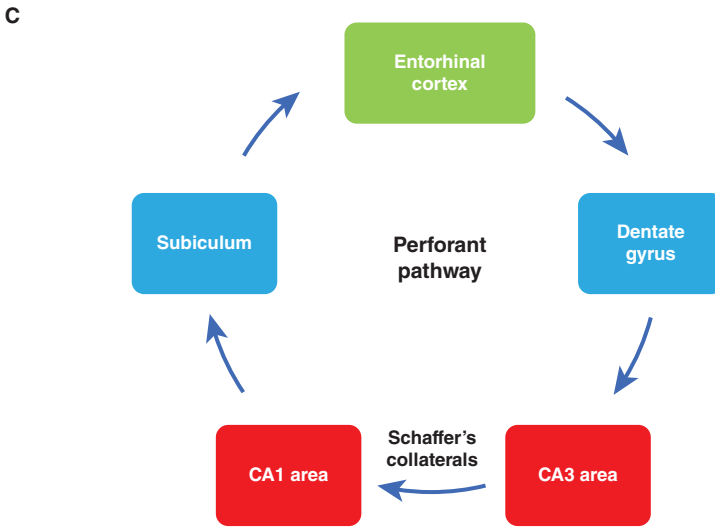 C
Entorhinal
cortex
Subiculum
Perforant
pathway
Dentate
gyrus
Schaffer's
collaterals
CA1 area
CA3 area